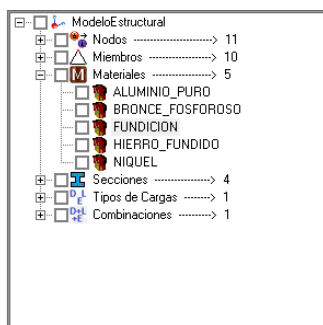 ModeloEstructural
Nodos ---------------> 11
Miembros ---------------> 10
M Materiales ---------------> 5
ALUMINIO_PURO
BRONCE_FOSFOROSO
FUNDICION
HIERRO_FUNDIDO
NIQUEL
Secciones ---------------> 4
D L E Tipos de Cargas ---------> 1
D+L +E Combinaciones ---------> 1